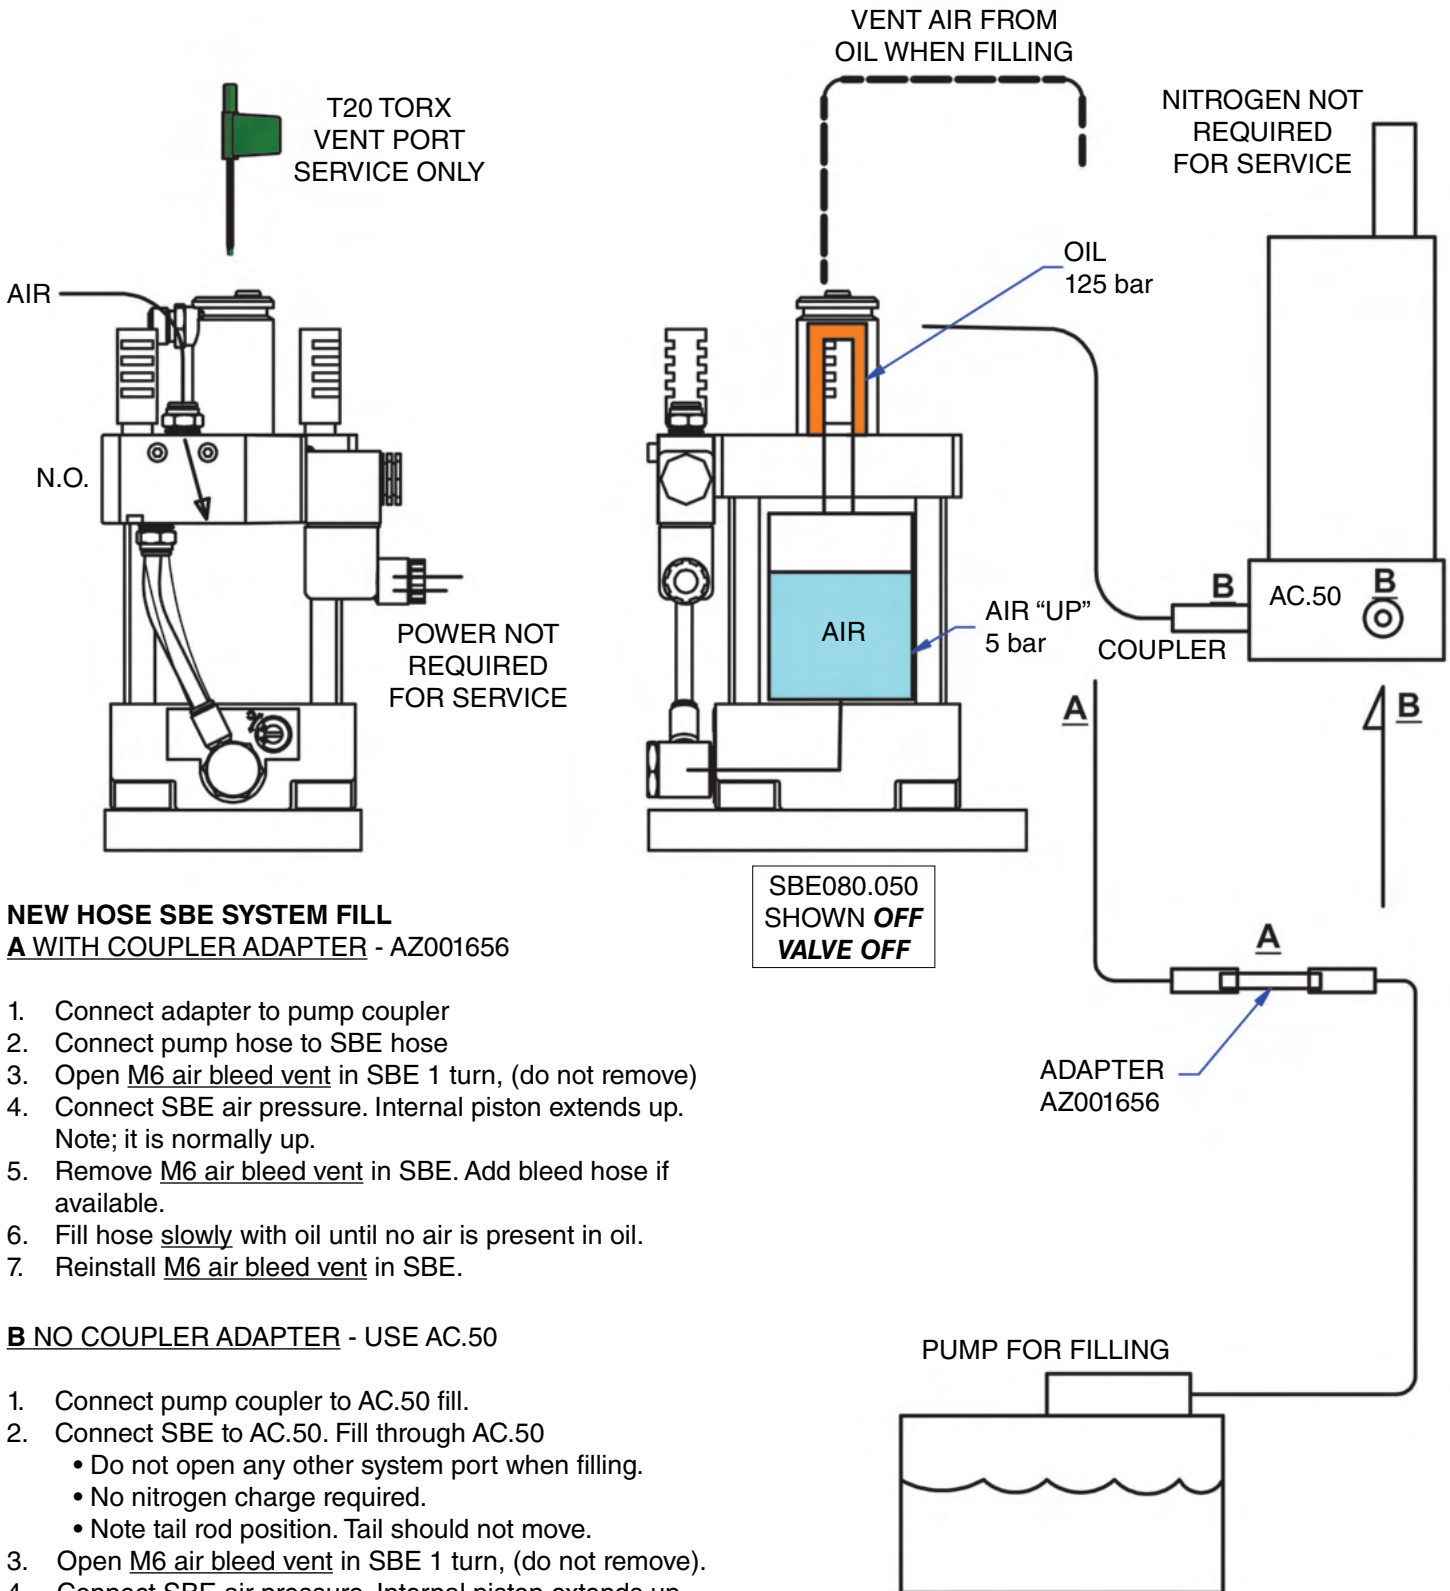 VENT AIR FROM
OIL WHEN FILLING
T20 TORX
VENT PORT
SERVICE ONLY
NITROGEN NOT
REQUIRED
FOR SERVICE
OIL
125 bar
AIR
N.O.
POWER NOT
REQUIRED
FOR SERVICE
AIR
AIR “UP”
5 bar
B
COUPLER
AC.50
B
A
B
SBE080.050
SHOWN OFF
VALVE OFF
A
ADAPTER
AZ001656
NEW HOSE SBE SYSTEM FILL
A WITH COUPLER ADAPTER - AZ001656
1. Connect adapter to pump coupler
2. Connect pump hose to SBE hose
3. Open M6 air bleed vent in SBE 1 turn, (do not remove)
4. Connect SBE air pressure. Internal piston extends up.
Note; it is normally up.
5. Remove M6 air bleed vent in SBE. Add bleed hose if
available.
6. Fill hose slowly with oil until no air is present in oil.
7. Reinstall M6 air bleed vent in SBE.
B NO COUPLER ADAPTER - USE AC.50
1. Connect pump coupler to AC.50 fill.
2. Connect SBE to AC.50. Fill through AC.50
• Do not open any other system port when filling.
• No nitrogen charge required.
• Note tail rod position. Tail should not move.
3. Open M6 air bleed vent in SBE 1 turn, (do not remove).
4. Connect SBE air pressure. Internal piston extends up
PUMP FOR FILLING